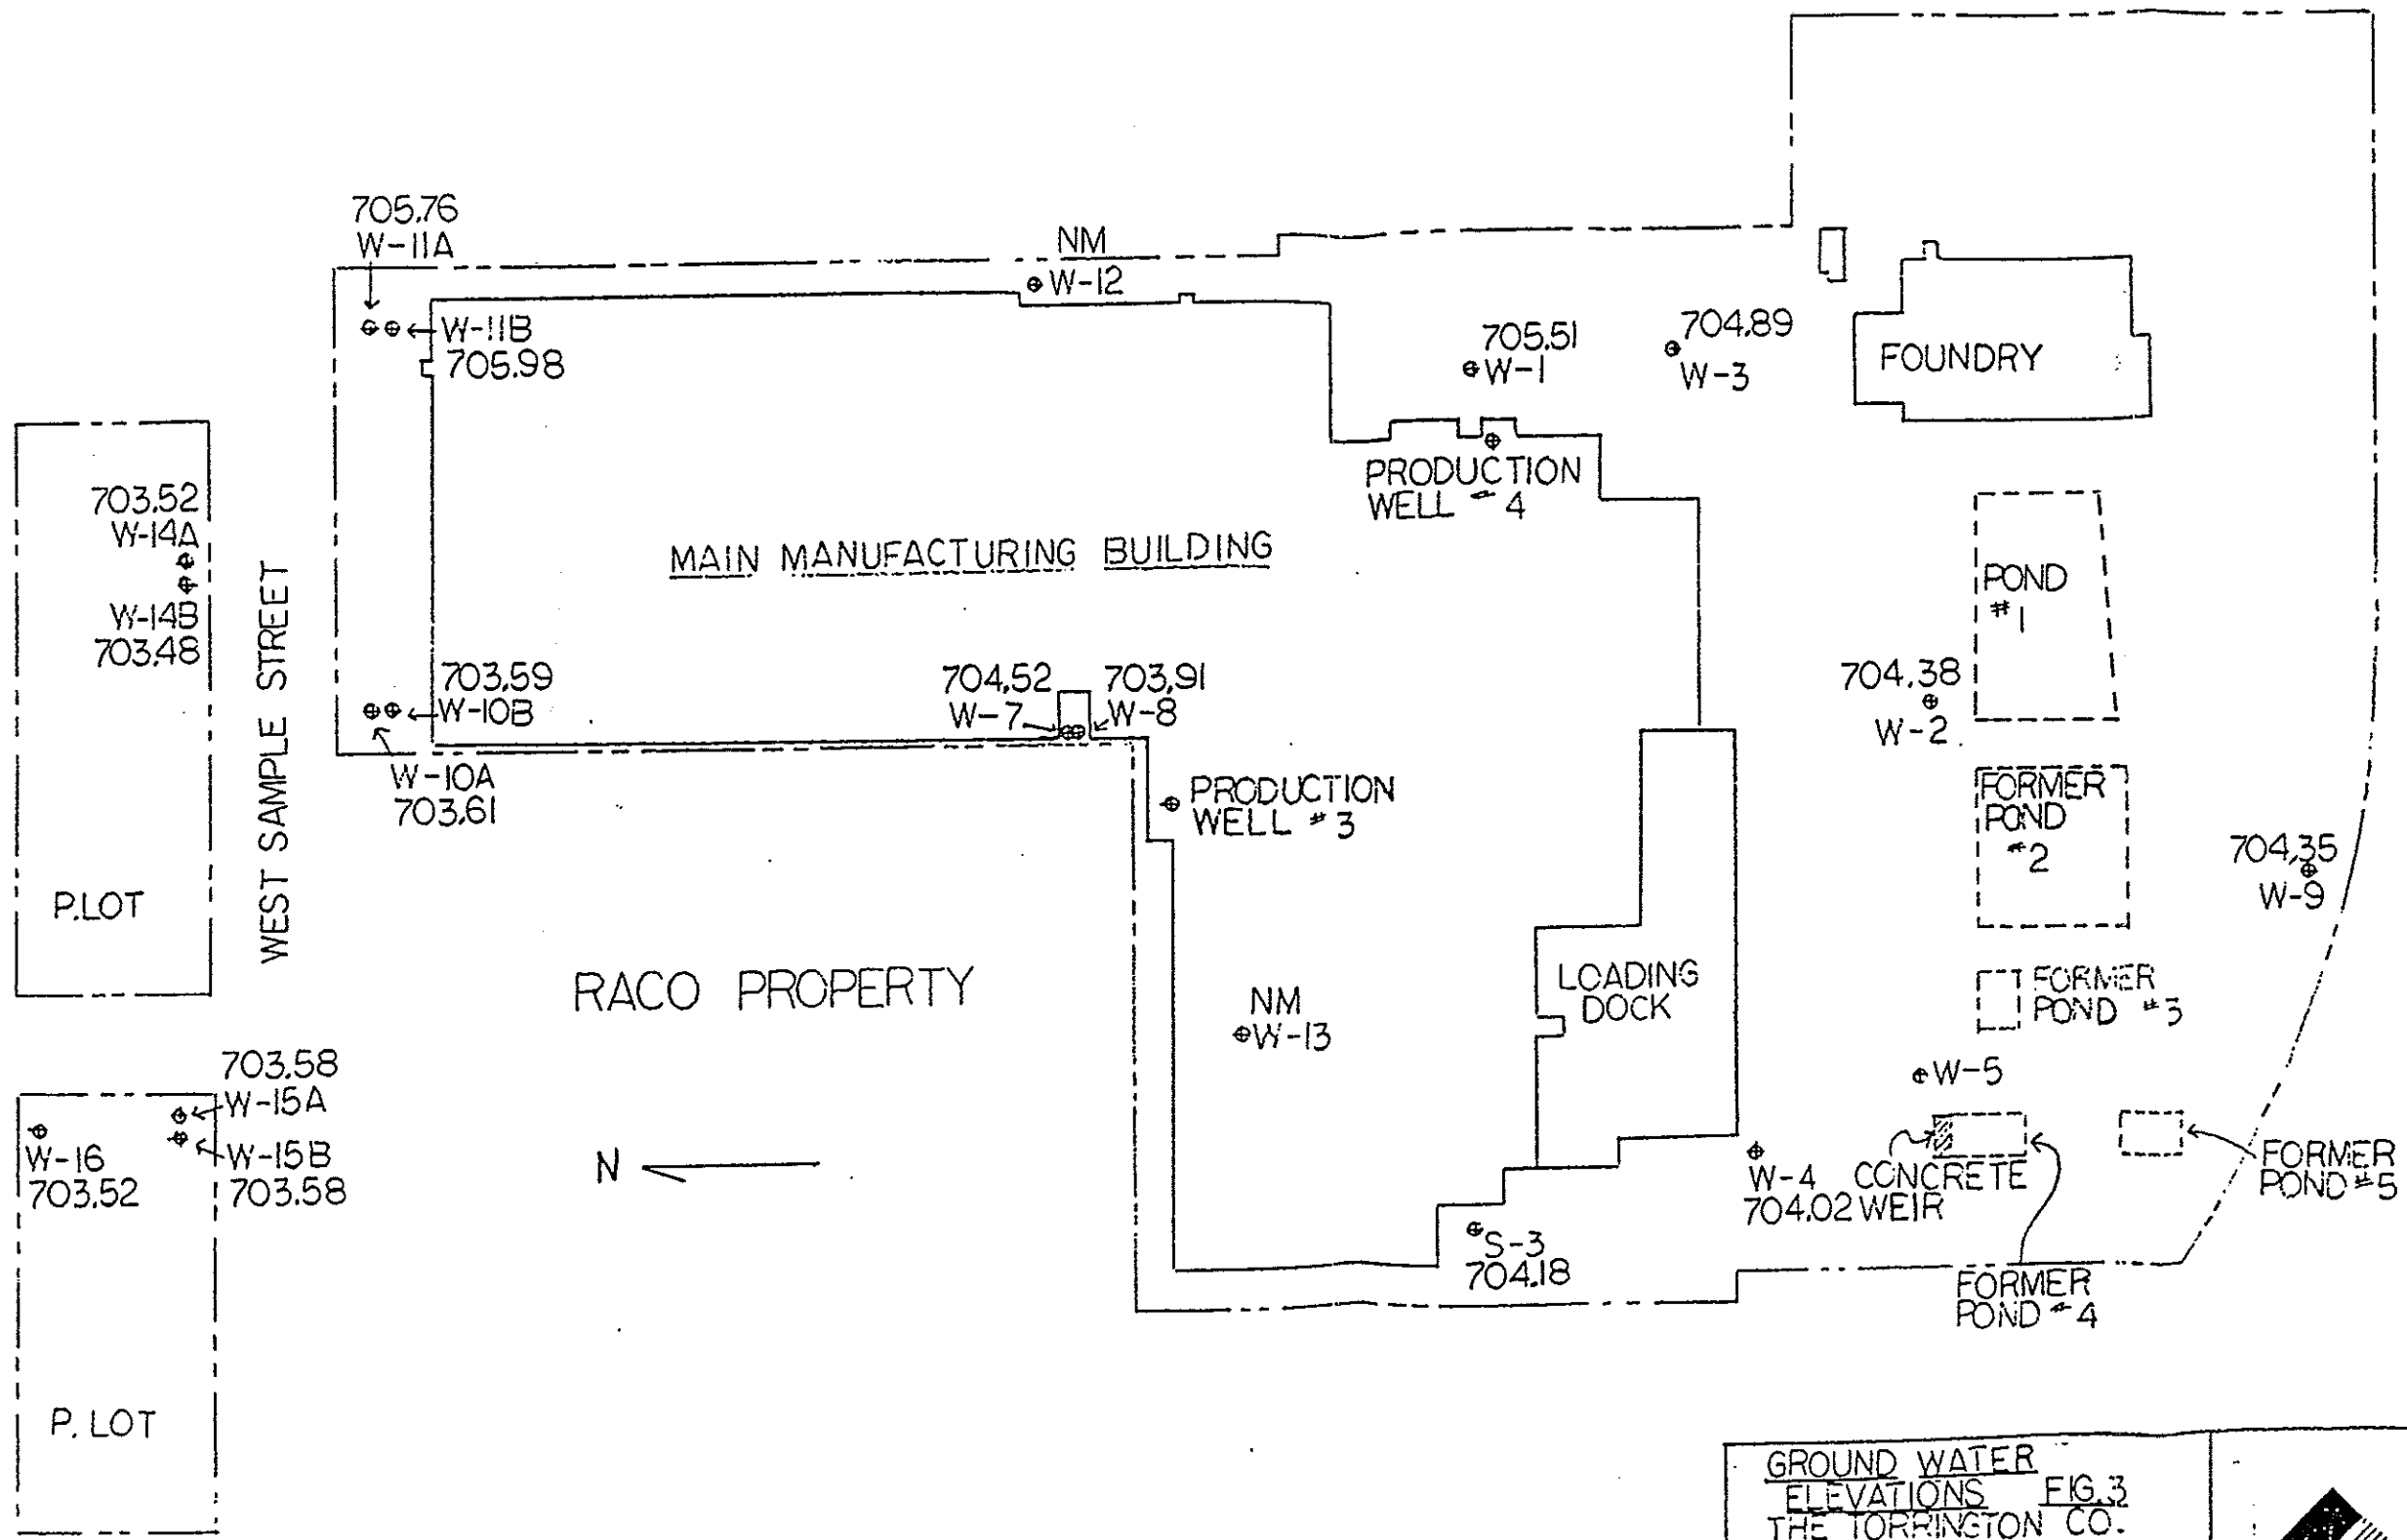 705.76
W-11A
W-11B
705.98
NM
W-12
705.51
W-1
704.89
W-3
FOUNDRY
PRODUCTION
WELL # 4
703.52
W-14A
W-14B
703.48
WEST SAMPLE STREET
MAIN MANUFACTURING BUILDING
POND
#1
703.59
W-10B
W-10A
703.61
704.52
W-7
703.91
W-8
704.38
W-2
PRODUCTION
WELL #3
FORMER
POND
#2
704.35
W-9
P.LOT
RACO PROPERTY
LOADING
DOCK
FORMER
POND #3
NM
W-13
703.58
W-15A
W-15B
703.58
W-16
703.52
N
W-5
W-4
704.02
CONCRETE
WEIR
FORMER
POND #5
S-3
704.18
FORMER
POND #4
P. LOT
GROUND WATER
ELEVATIONS FIG.3
THE TORRINGTON CO.